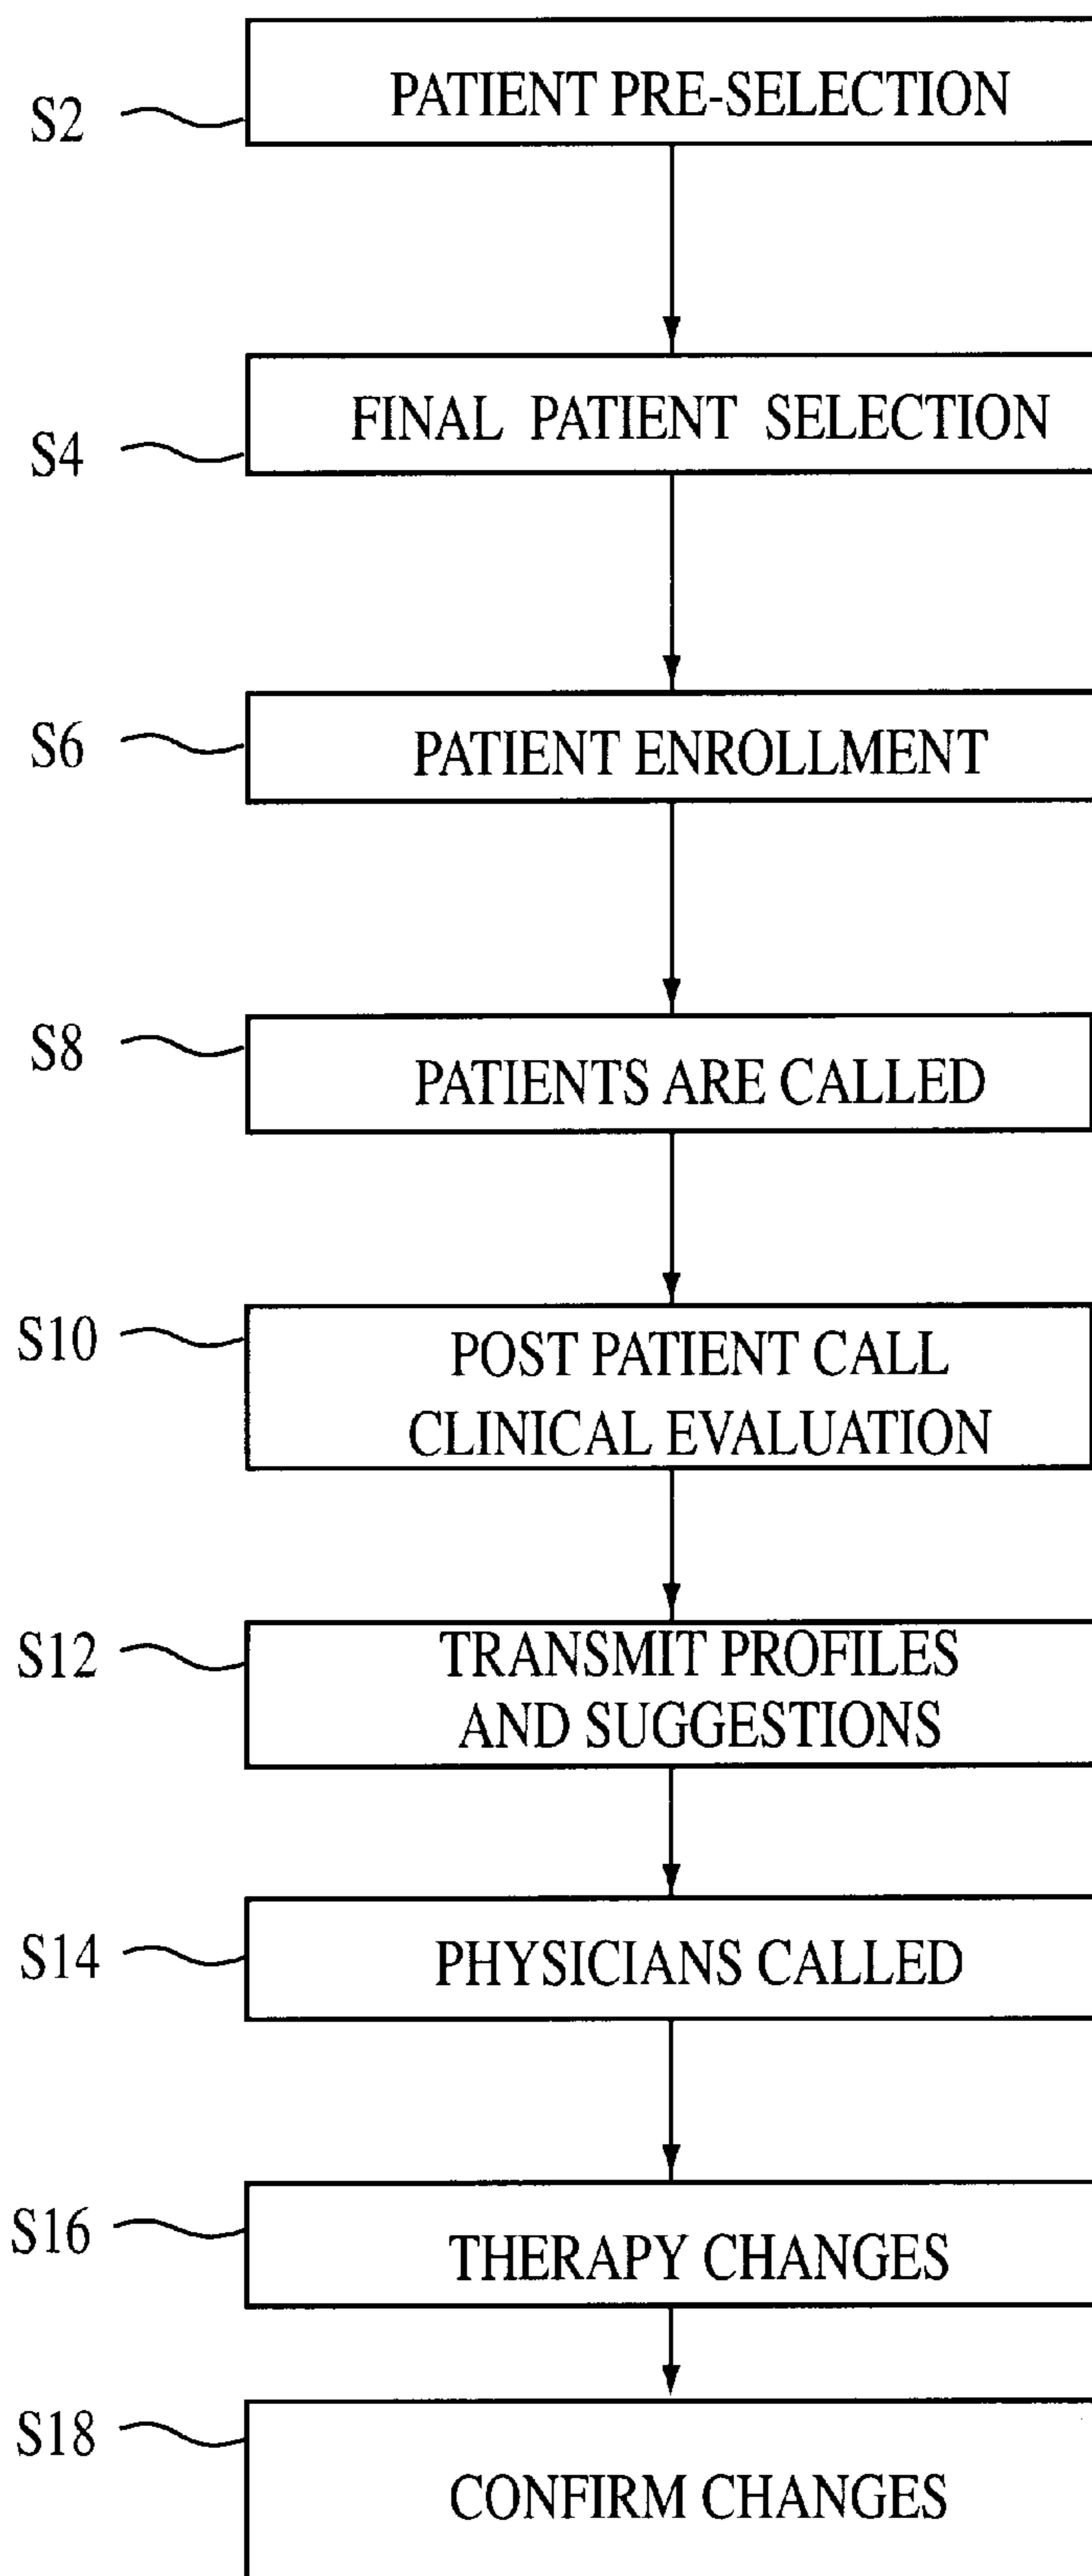 S2 PATIENT PRE-SELECTION
S4 FINAL PATIENT SELECTION
S6 PATIENT ENROLLMENT
S8 PATIENTS ARE CALLED
S10 POST PATIENT CALL
CLINICAL EVALUATION
S12 TRANSMIT PROFILES
AND SUGGESTIONS
S14 PHYSICIANS CALLED
S16 THERAPY CHANGES
S18 CONFIRM CHANGES